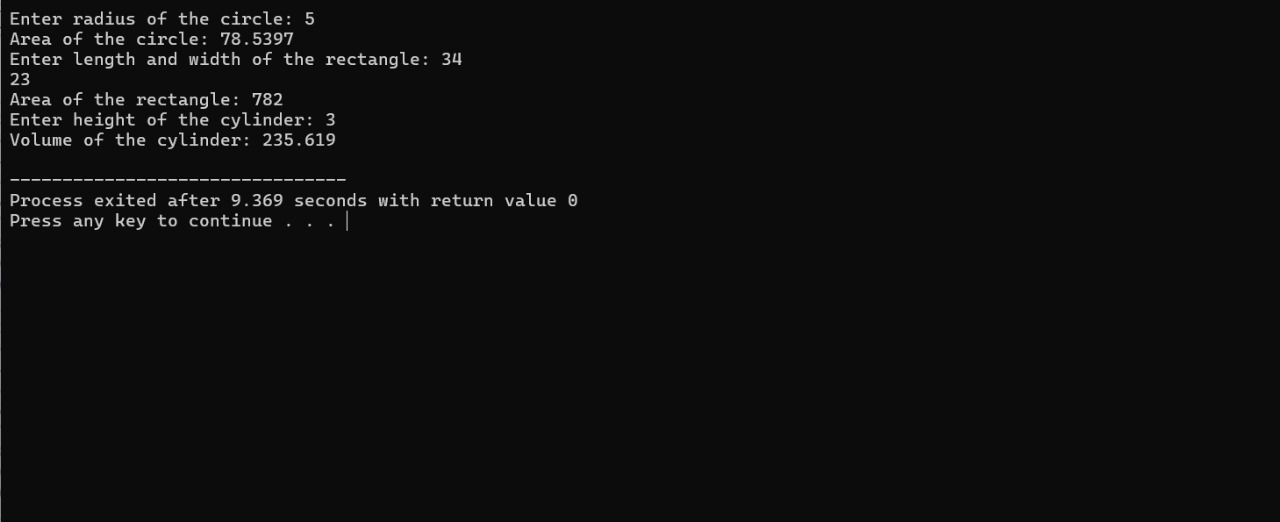 Enter radius of the circle: 5
Area of the circle: 78.5397
Enter length and width of the rectangle: 34
23
Area of the rectangle: 782
Enter height of the cylinder: 3
Volume of the cylinder: 235.619
--------------------------------
Process exited after 9.369 seconds with return value 0
Press any key to continue . . .